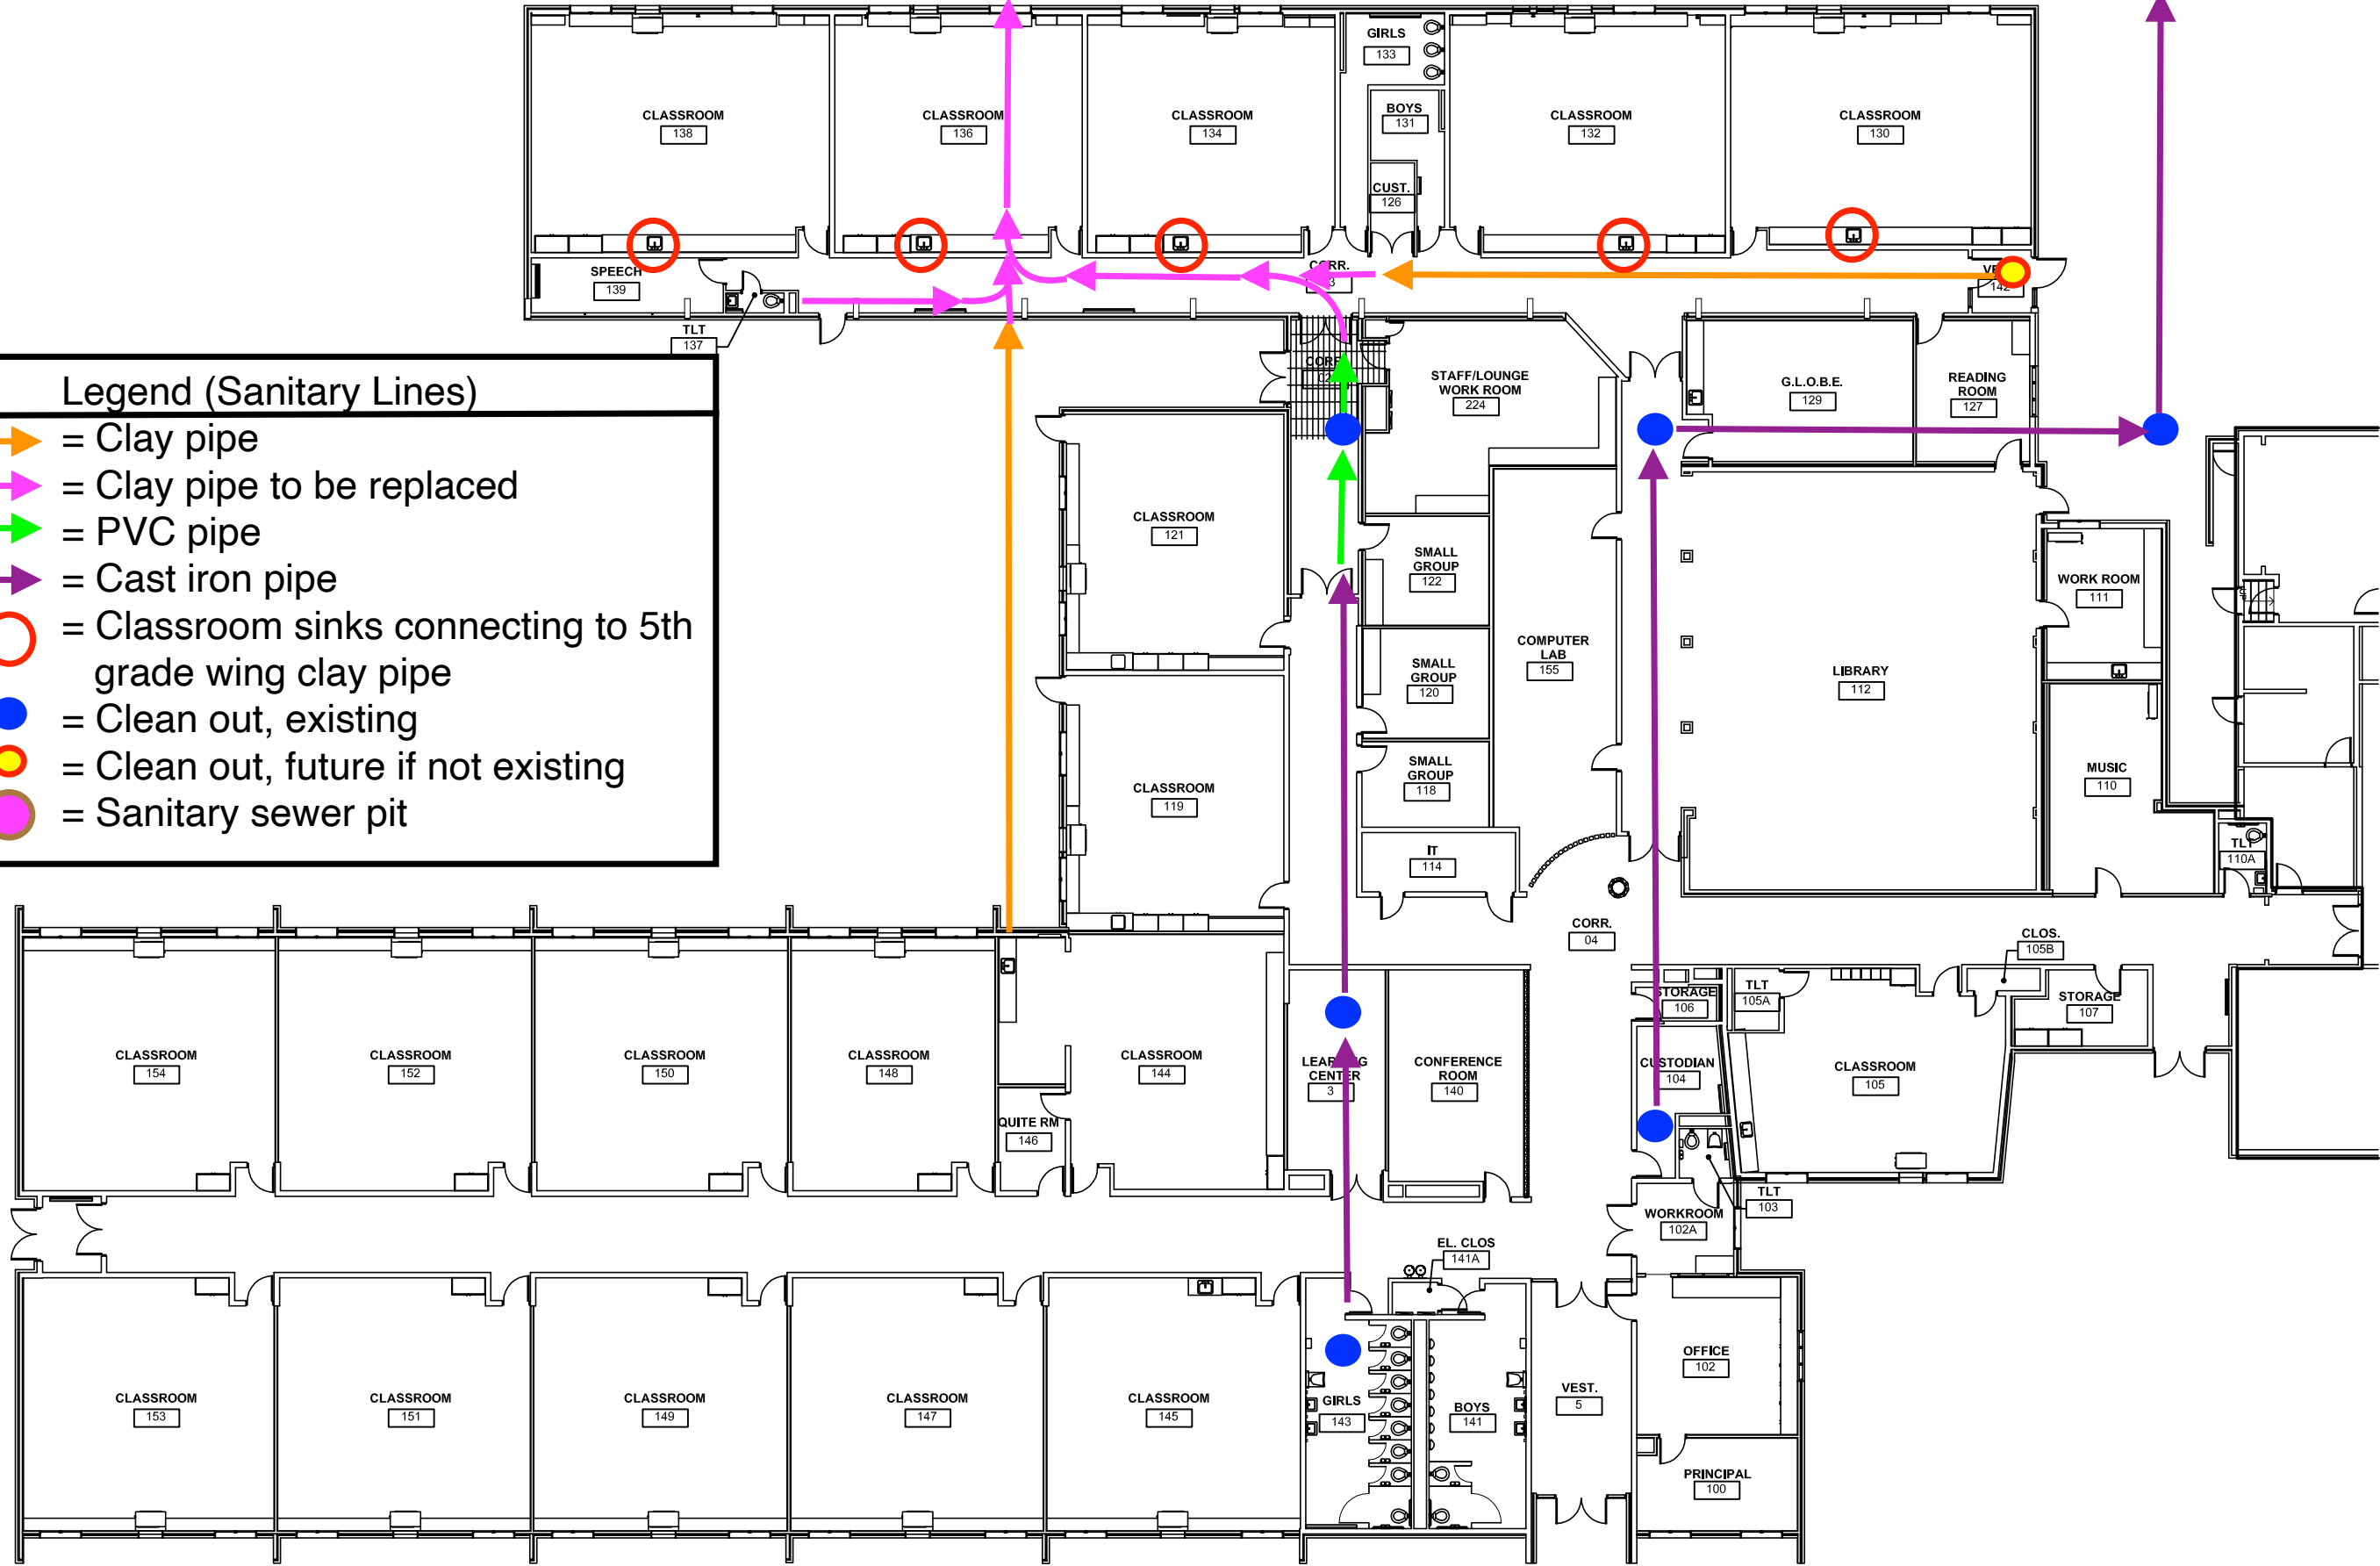 GIRLS
133
CLASSROOM
138
CLASSROOM
136
CLASSROOM
134
BOYS
131
CLASSROOM
132
CLASSROOM
130
CUST.
126
SPEECH
139
CORR.
142
TLT
137
Legend (Sanitary Lines)
= Clay pipe
= Clay pipe to be replaced
= PVC pipe
= Cast iron pipe
= Classroom sinks connecting to 5th
grade wing clay pipe
= Clean out, existing
= Clean out, future if not existing
= Sanitary sewer pit
STAFF/LOUNGE
WORK ROOM
224
G.L.O.B.E.
129
READING
ROOM
127
CLASSROOM
121
SMALL
GROUP
122
WORK ROOM
111
UP
SMALL
GROUP
120
COMPUTER
LAB
155
LIBRARY
112
CLASSROOM
119
SMALL
GROUP
118
MUSIC
110
IT
114
TLT
110A
CORR.
04
CLOS.
105B
STORAGE
106
TLT
105A
STORAGE
107
CLASSROOM
154
CLASSROOM
152
CLASSROOM
150
CLASSROOM
148
CLASSROOM
144
LEARNING
CENTER
3
CONFERENCE
ROOM
140
CUSTODIAN
104
CLASSROOM
105
QUITE RM
146
TLT
103
WORKROOM
102A
EL. CLOS
141A
OFFICE
102
CLASSROOM
153
CLASSROOM
151
CLASSROOM
149
CLASSROOM
147
CLASSROOM
145
GIRLS
143
BOYS
141
VEST.
5
PRINCIPAL
100